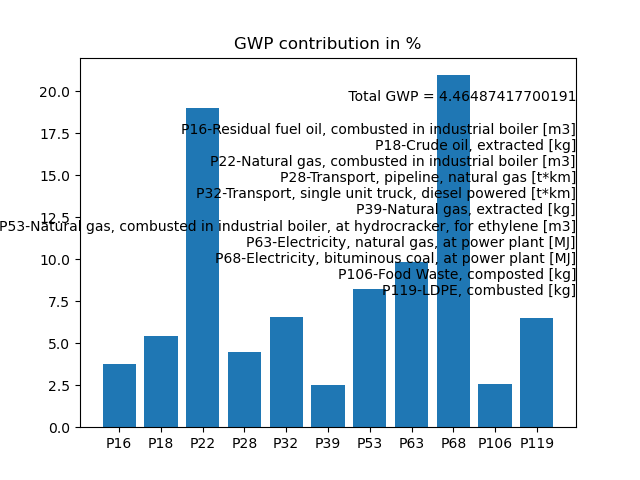 GWP contribution in %
20.0
17.5
15.0
12.5
10.0
7.5
5.0
2.5
0.0
Total GWP = 4.46487417700191
P16-Residual fuel oil, combusted in industrial boiler [m3]
P18-Crude oil, extracted [kg]
P22-Natural gas, combusted in industrial boiler [m3]
P28-Transport, pipeline, natural gas [t*km]
P32-Transport, single unit truck, diesel powered [t*km]
P39-Natural gas, extracted [kg]
P53-Natural gas, combusted in industrial boiler, at hydrocracker, for ethylene [m3]
P63-Electricity, natural gas, at power plant [MJ]
P68-Electricity, bituminous coal, at power plant [MJ]
P106-Food Waste, composted [kg]
P119-LDPE, combusted [kg]
P16 P18 P22 P28 P32 P39 P53 P63 P68 P106 P119